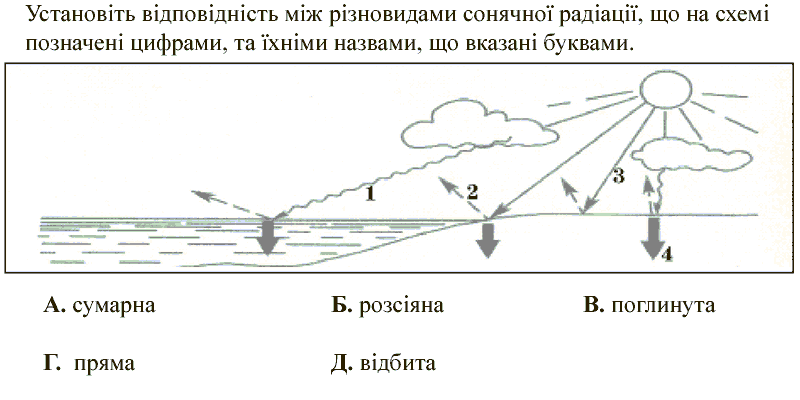 Установіть відповідність між різновидами сонячної радіації, що на схемі
позначені цифрами, та їхніми назвами, що вказані буквами.
1 2 3
4
А. сумарна Б. розсіяна В. поглинута
Г. пряма Д. відбита